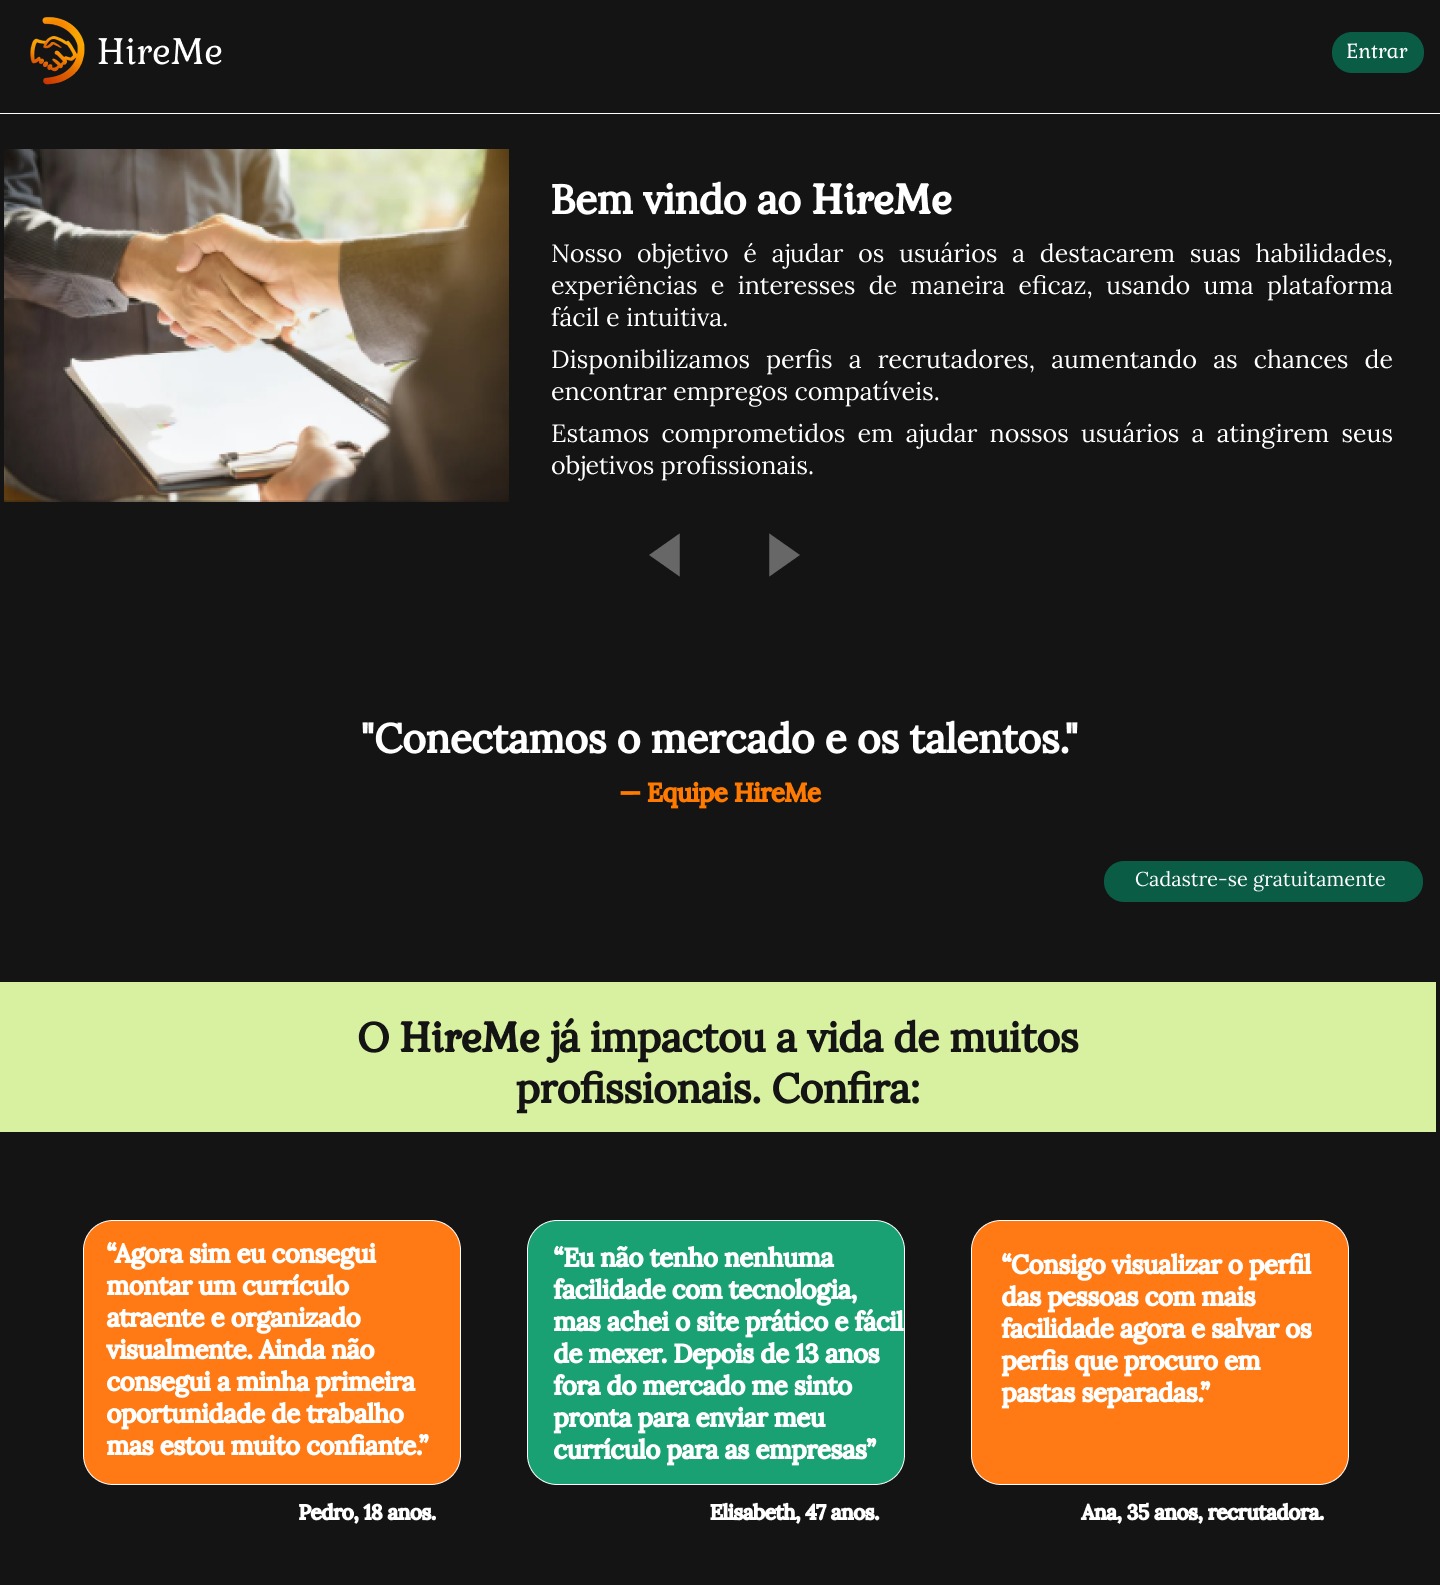 HireMe
Entrar
Bem vindo ao HireMe
Nosso objetivo é ajudar os usuários a destacarem suas habilidades,
experiências e interesses de maneira eficaz, usando uma plataforma
fácil e intuitiva.
Disponibilizamos perfis a recrutadores, aumentando as chances de
encontrar empregos compatíveis.
Estamos comprometidos em ajudar nossos usuários a atingirem seus
objetivos profissionais.
"Conectamos o mercado e os talentos."
— Equipe HireMe
Cadastre-se gratuitamente
O HireMe já impactou a vida de muitos
profissionais. Confira:
“Agora sim eu consegui
montar um currículo
atraente e organizado
visualmente. Ainda não
consegui a minha primeira
oportunidade de trabalho
mas estou muito confiante.”
Pedro, 18 anos.
“Eu não tenho nenhuma
facilidade com tecnologia,
mas achei o site prático e fácil
de mexer. Depois de 13 anos
fora do mercado me sinto
pronta para enviar meu
currículo para as empresas”
Elisabeth, 47 anos.
“Consigo visualizar o perfil
das pessoas com mais
facilidade agora e salvar os
perfis que procuro em
pastas separadas.”
Ana, 35 anos, recrutadora.